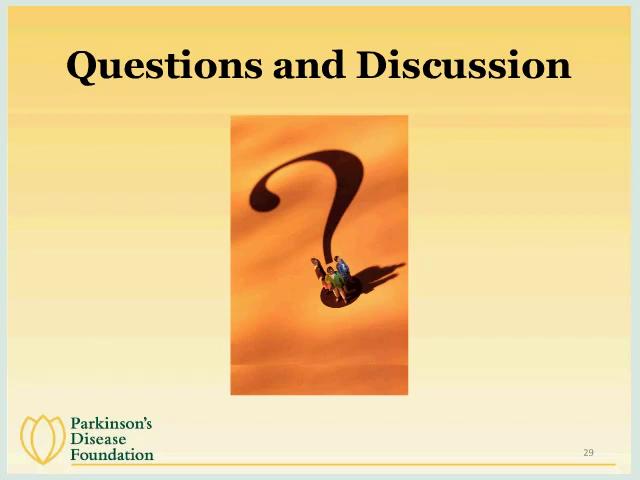 Questions and Discussion
Parkinson's
Disease
Foundation
29